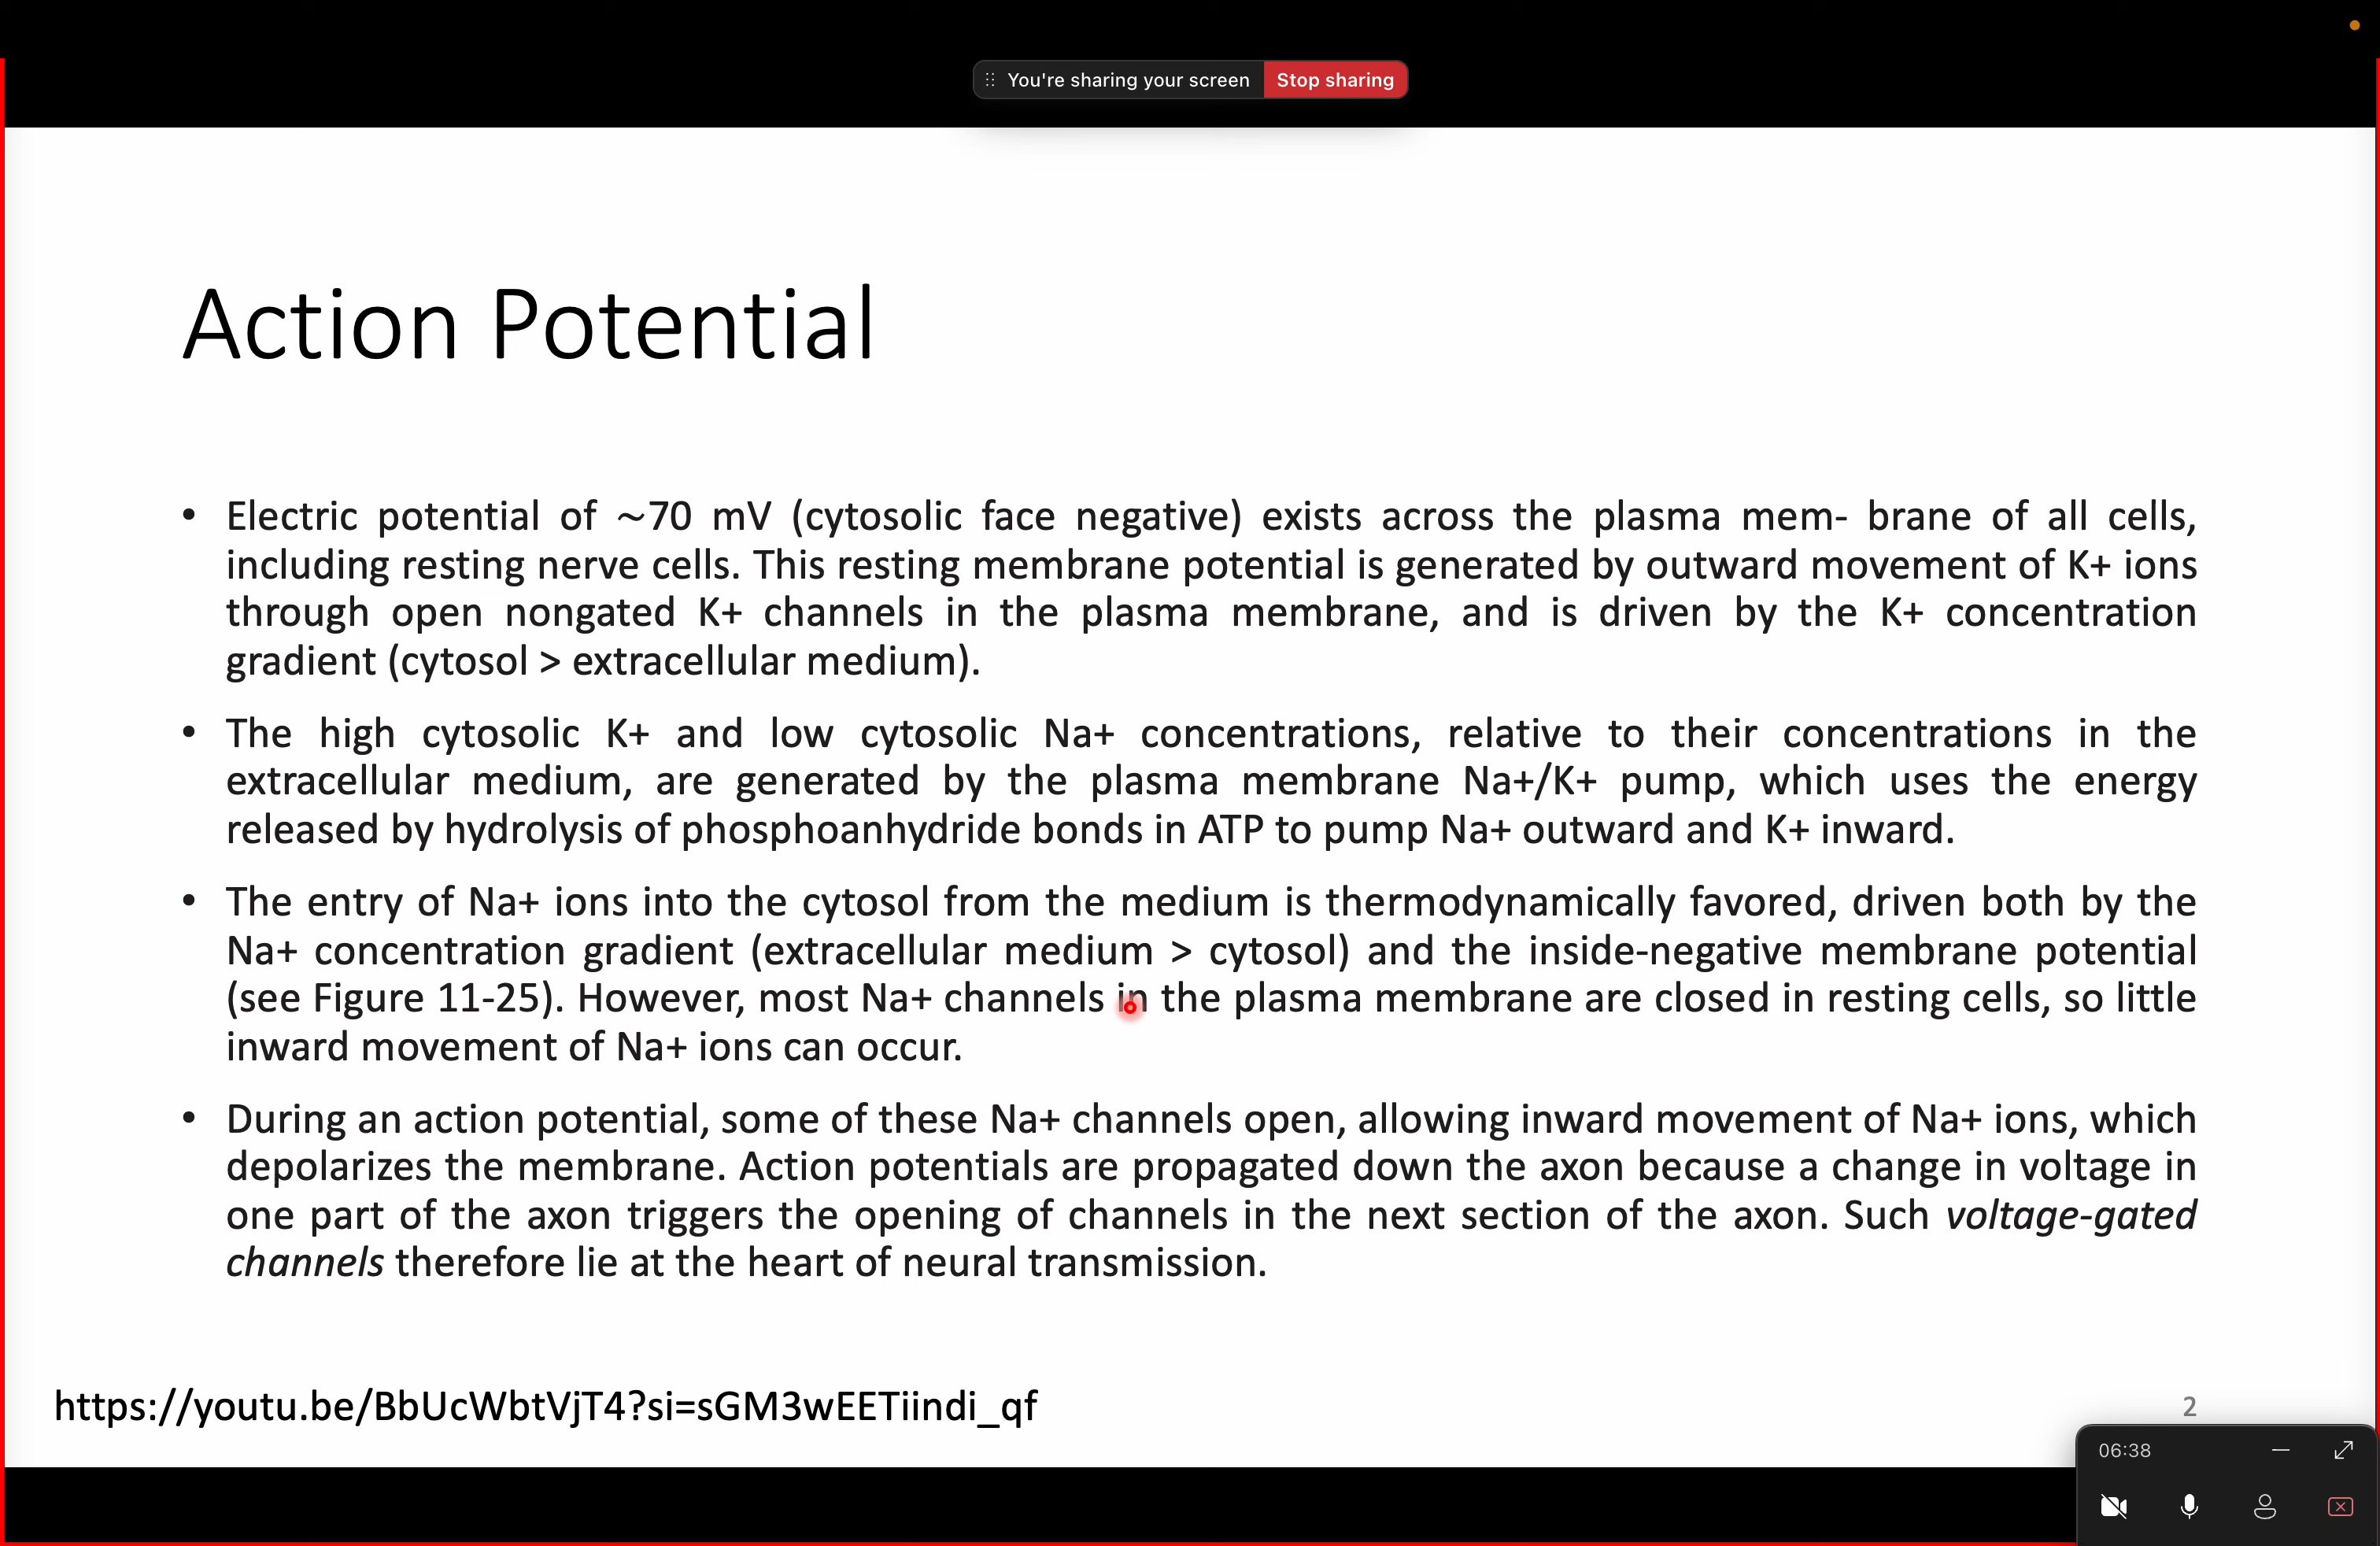 You're sharing your screen
Stop sharing
Action Potential
• Electric potential of ~70 mV (cytosolic face negative) exists across the plasma mem- brane of all cells,
including resting nerve cells. This resting membrane potential is generated by outward movement of K+ ions
through open nongated K+ channels in the plasma membrane, and is driven by the K+ concentration
gradient (cytosol > extracellular medium).
• The high cytosolic K+ and low cytosolic Na+ concentrations, relative to their concentrations in the
extracellular medium, are generated by the plasma membrane Na+/K+ pump, which uses the energy
released by hydrolysis of phosphoanhydride bonds in ATP to pump Na+ outward and K+ inward.
• The entry of Na+ ions into the cytosol from the medium is thermodynamically favored, driven both by the
Na+ concentration gradient (extracellular medium > cytosol) and the inside-negative membrane potential
(see Figure 11-25). However, most Na+ channels in the plasma membrane are closed in resting cells, so little
inward movement of Na+ ions can occur.
• During an action potential, some of these Na+ channels open, allowing inward movement of Na+ ions, which
depolarizes the membrane. Action potentials are propagated down the axon because a change in voltage in
one part of the axon triggers the opening of channels in the next section of the axon. Such voltage-gated
channels therefore lie at the heart of neural transmission.
https://youtu.be/BbUcWbtVjT4?si=sGM3wEETiindi_qf
2
06:38